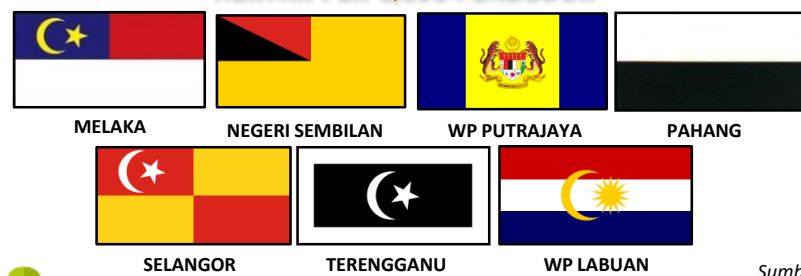 MELAKA
NEGERI SEMBILAN
WP PUTRAJAYA
PAHANG
SELANGOR
TERENGGANU
WP LABUAN